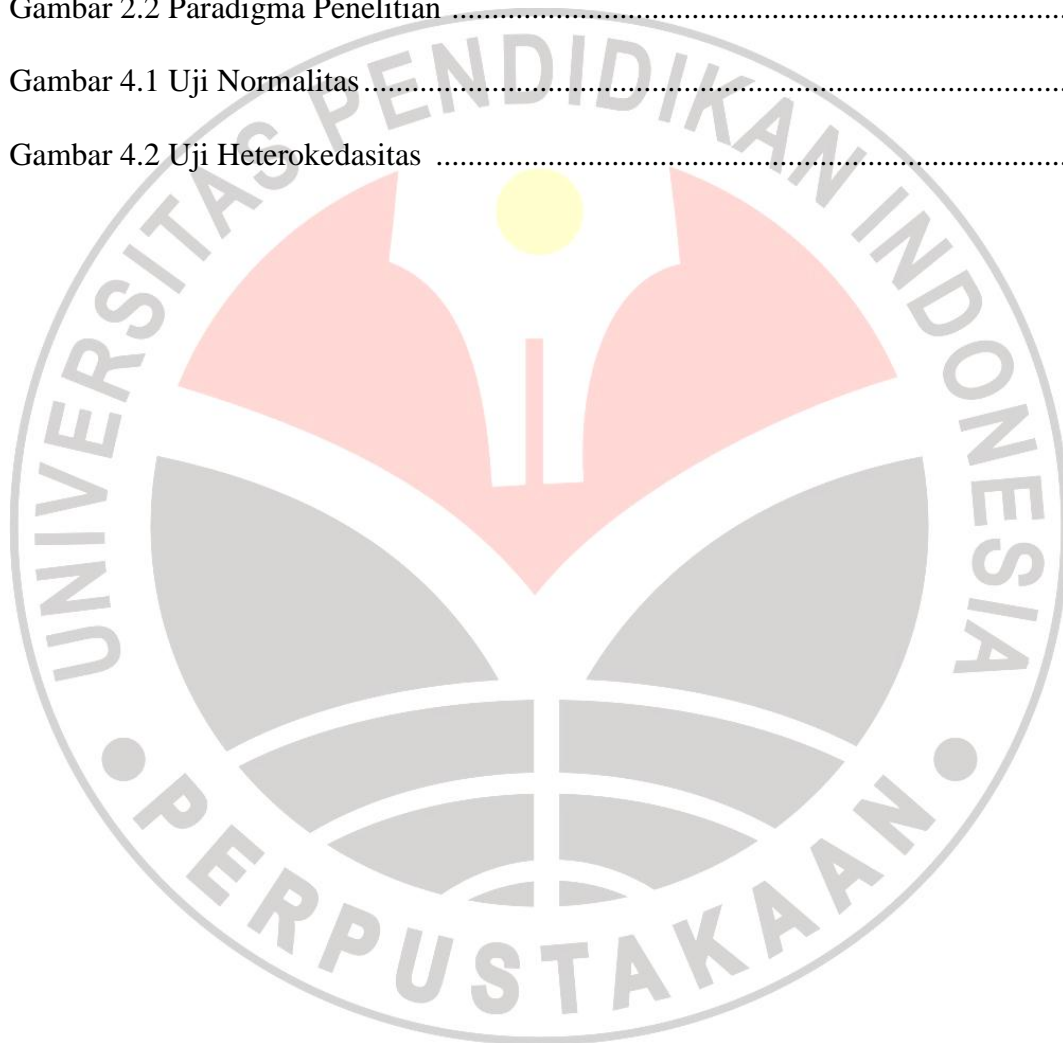 Gambar 2.2 Paradigma Penelitian ........................................................................
Gambar 4.1 Uji Normalitas ..................................................................................
Gambar 4.2 Uji Heterokedasitas .........................................................................
UNIVERSITAS PENDIDIKAN INDONESIA
PERPUSTAKAAN